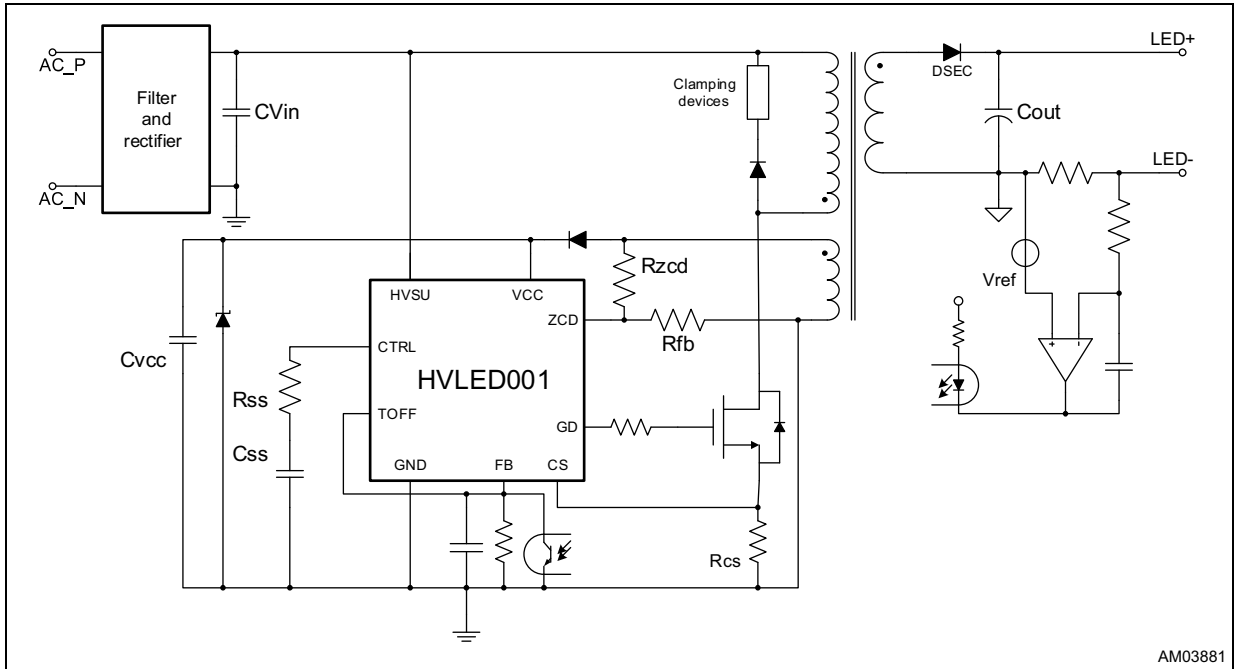 LED+
AC_P
DSEC
Clamping
devices
Filter
and
rectifier
CVin
Cout
LED-
AC_N
Rzcd
Vref
HVSU
VCC
ZCD
Rfb
Cvcc
CTRL
+
-
HVLED001
Rss
TOFF
GD
Css
GND
FB
CS
Rcs
AM03881